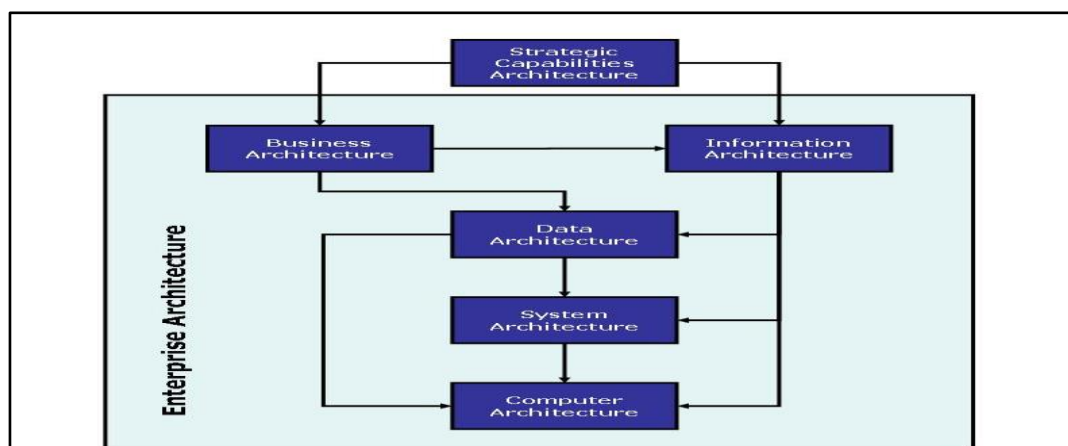 Strategic
Capabilities
Architecture
Business
Architecture
Information
Architecture
Data
Architecture
System
Architecture
Computer
Architecture
Enterprise Architecture